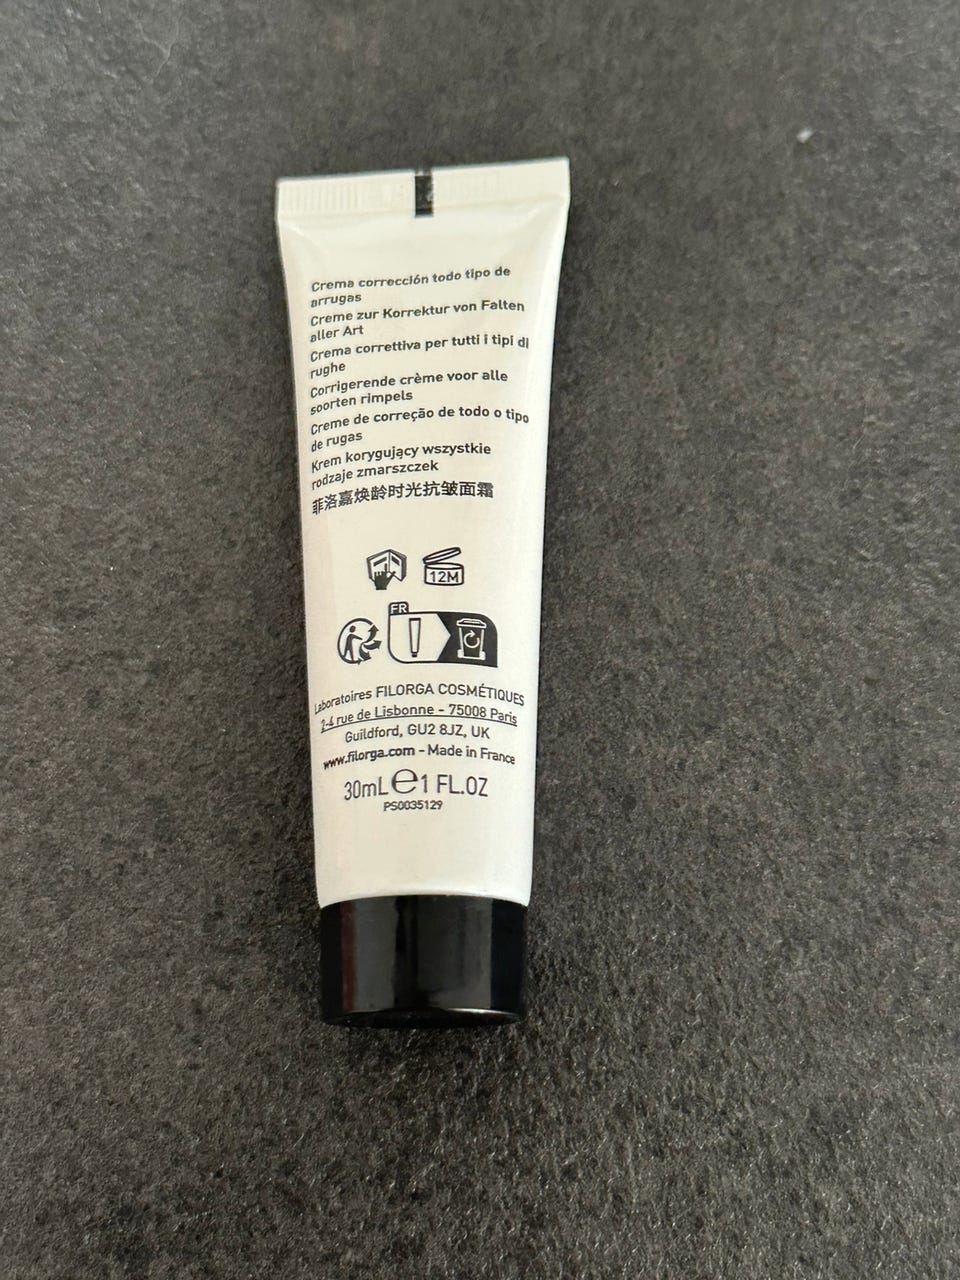 Crema corrección todo tipo de
arrugas
Creme zur Korrektur von Falten
aller Art
Crema correttiva per tutti i tipi di
rughe
Corrigerende crème voor alle
soorten rimpels
Creme de correção de todo o tipo
de rugas
Krem korygujący wszystkie
rodzaje zmarszczek
菲洛嘉焕龄时光抗皱面霜
12M
FR
Laboratoires FILORGA COSMÉTIQUES
2-4 rue de Lisbonne - 75008 Paris
Guildford, GU2 8JZ, UK
www.filorga.com - Made in France
30mL e 1 FL.OZ
PS0035129